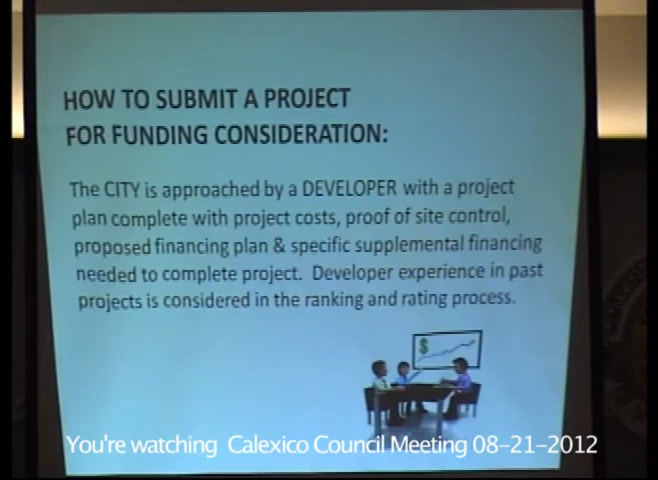 HOW TO SUBMIT A PROJECT
FOR FUNDING CONSIDERATION:
The CITY is approached by a DEVELOPER with a project
plan complete with project costs, proof of site control,
proposed financing plan & specific supplemental financing
needed to complete project. Developer experience in past
projects is considered in the ranking and rating process.
$
You're watching Calexico Council Meeting 08-21-2012